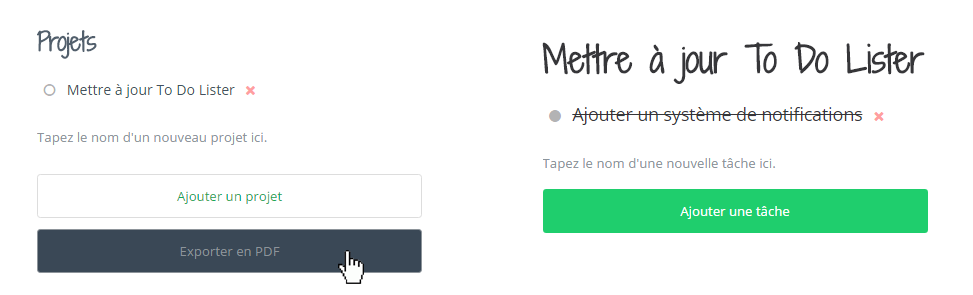 Projets
Mettre à jour To Do Lister
Tapez le nom d'un nouveau projet ici.
Ajouter un projet
Exporter en PDF
Mettre à jour To Do Lister
Ajouter un système de notifications
Tapez le nom d'une nouvelle tâche ici.
Ajouter une tâche